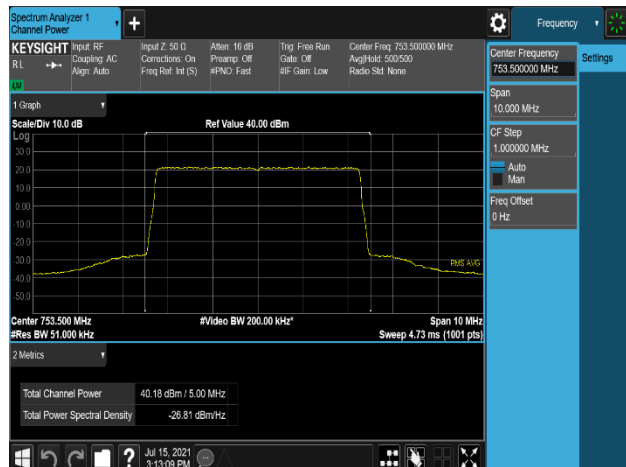 Spectrum Analyzer 1
Channel Power
Frequency
KEYSIGHT
R L
LXI
Input: RF
Coupling: AC
Align: Auto
Input Z: 50 Ω
Corrections: On
Freq Ref: Int (S)
Atten: 16 dB
Preamp: Off
#PNO: Fast
Trig: Free Run
Gate: Off
#IF Gain: Low
Center Freq: 753.500000 MHz
Avg|Hold: 500/500
Radio Std: None
Center Frequency
753.500000 MHz
Settings
Span
10.000 MHz
CF Step
1.000000 MHz
Auto
Man
Freq Offset
0 Hz
1 Graph
Scale/Div 10.0 dB
Ref Value 40.00 dBm
Log
30.0
20.0
10.0
0.00
-10.0
-20.0
-30.0
-40.0
-50.0
RMS AVG
Center 753.500 MHz
#Video BW 200.00 kHz*
Span 10 MHz
#Res BW 51.000 kHz
Sweep 4.73 ms (1001 pts)
2 Metrics
Total Channel Power 40.18 dBm / 5.00 MHz
Total Power Spectral Density -26.81 dBm/Hz
?
Jul 15, 2021
3:13:09 PM